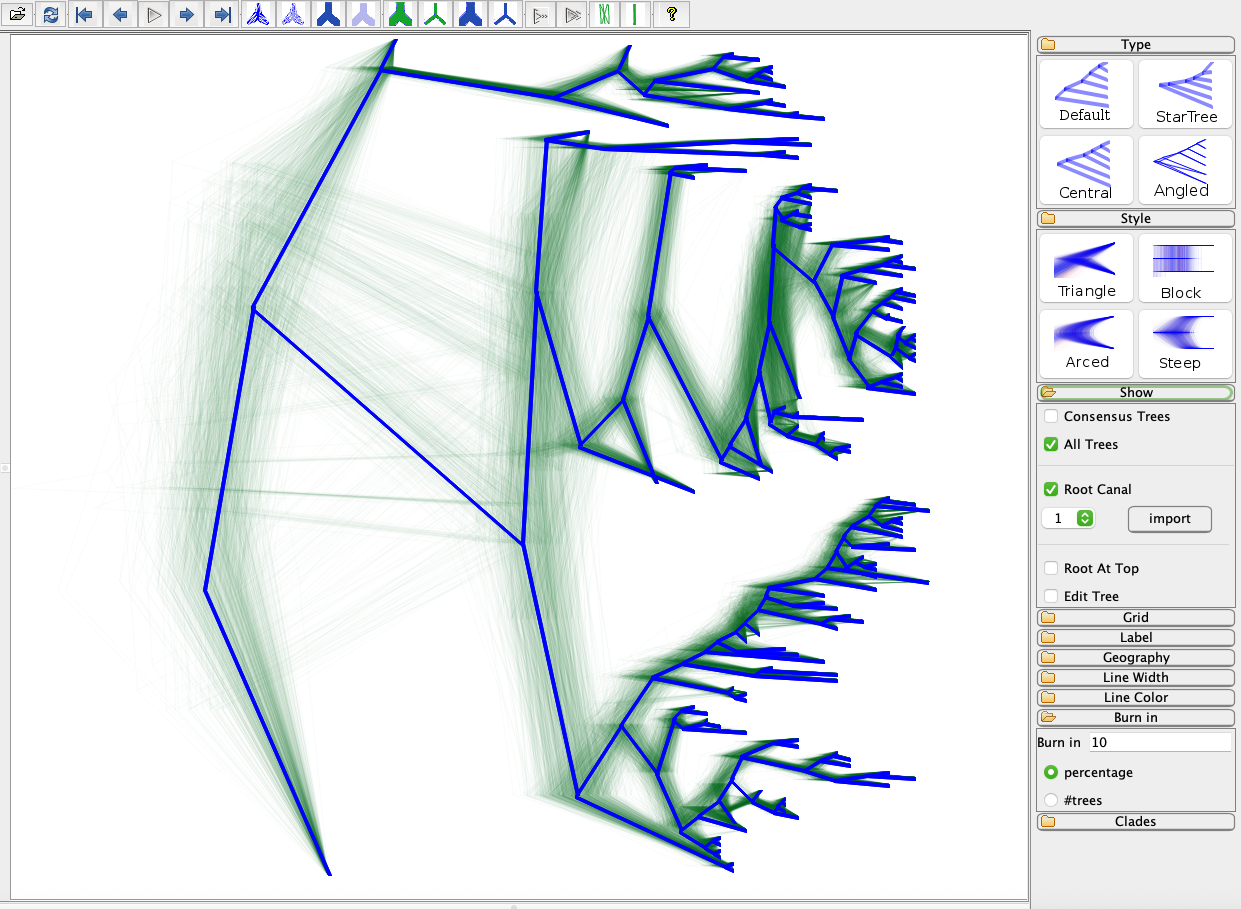 ?
Type
Default
StarTree
Central
Angled
Style
Triangle
Block
Arced
Steep
Show
Consensus Trees
All Trees
Root Canal
1
import
Root At Top
Edit Tree
Grid
Label
Geography
Line Width
Line Color
Burn in
Burn in 10
percentage
#trees
Clades